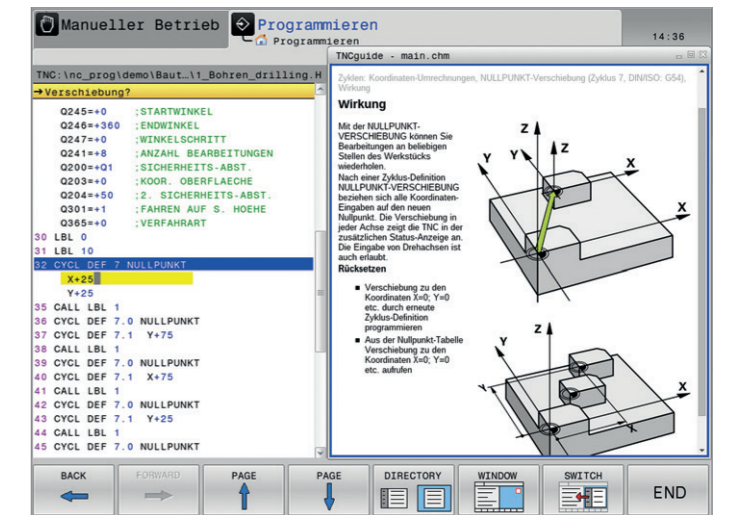 Manueller Betrieb
Programmieren
Programmieren
14:36
TNC:\nc_prog\demo\Baut…\1_Bohren_drilling.H
→Verschiebung?
Q245=+0 ;STARTWINKEL
Q246=+360 ;ENDWINKEL
Q247=+0 ;WINKELSCHRITT
Q241=+8 ;ANZAHL BEARBEITUNGEN
Q200=+Q1 ;SICHERHEITS-ABST.
Q203=+0 ;KOOR. OBERFLAECHE
Q204=+50 ;2. SICHERHEITS-ABST.
Q301=+1 ;FAHREN AUF S. HOEHE
Q365=+0 ;VERFAHRART
30 LBL 0
31 LBL 10
32 CYCL DEF 7 NULLPUNKT
X+25
Y+25
35 CALL LBL 1
36 CYCL DEF 7.0 NULLPUNKT
37 CYCL DEF 7.1 Y+75
38 CALL LBL 1
39 CYCL DEF 7.0 NULLPUNKT
40 CYCL DEF 7.1 X+75
41 CALL LBL 1
42 CYCL DEF 7.0 NULLPUNKT
43 CYCL DEF 7.1 Y+25
44 CALL LBL 1
45 CYCL DEF 7.0 NULLPUNKT
TNCguide - main.chm
Zyklen: Koordinaten-Umrechnungen, NULLPUNKT-Verschiebung (Zyklus 7, DIN/ISO: G54),
Wirkung
Wirkung
Mit der NULLPUNKT-
VERSCHIEBUNG können Sie
Bearbeitungen an beliebigen
Stellen des Werkstücks
wiederholen.
Nach einer Zyklus-Definition
NULLPUNKT-VERSCHIEBUNG
beziehen sich alle Koordinaten-
Eingaben auf den neuen
Nullpunkt. Die Verschiebung in
jeder Achse zeigt die TNC in der
zusätzlichen Status-Anzeige an.
Die Eingabe von Drehachsen ist
auch erlaubt.
Rücksetzen
■ Verschiebung zu den
Koordinaten X=0; Y=0
etc. durch erneute
Zyklus-Definition
programmieren
■ Aus der Nullpunkt-Tabelle
Verschiebung zu den
Koordinaten X=0; Y=0
etc. aufrufen
Z
Z
Y
Y
X
X
Z
Y
X
Y
X
BACK
FORWARD
PAGE
PAGE
DIRECTORY
WINDOW
SWITCH
END